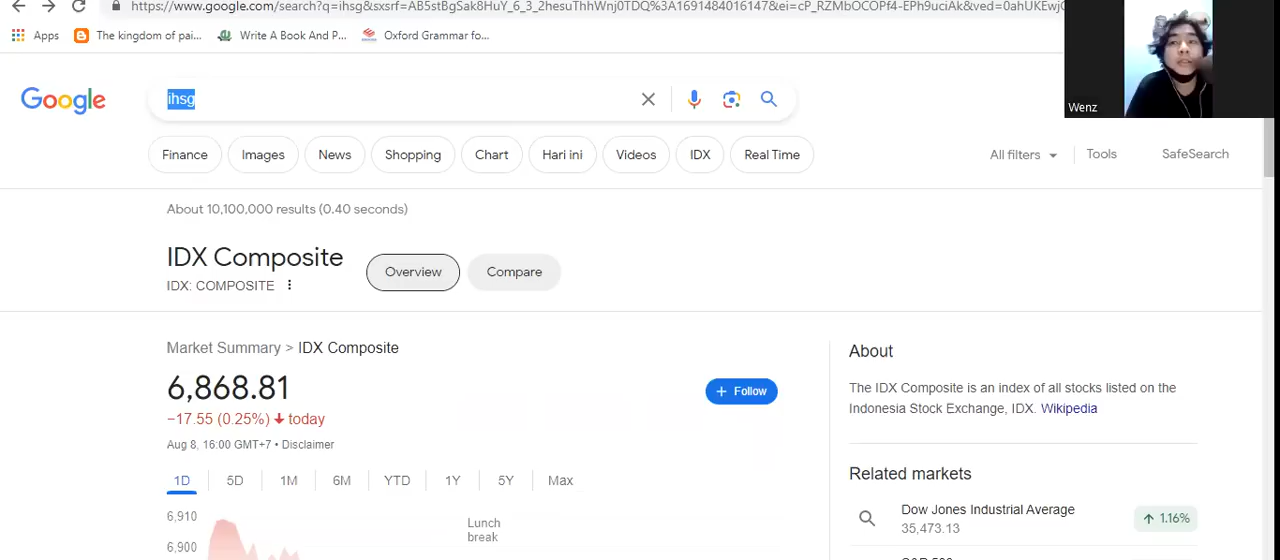 https://www.google.com/search?q=ihsg&sxsrf=AB5stBgSak8HuY_6_3_2hesuThhWnj0TDQ%3A1691484016147&ei=cP_RZMbOCOPf4-EPh9uciAk&ved=0ahUKEwj
Apps The kingdom of pai... Write A Book And P... Oxford Grammar fo...
Wenz
Google ihsg
Finance Images News Shopping Chart Hari ini Videos IDX Real Time All filters Tools SafeSearch
About 10,100,000 results (0.40 seconds)
IDX Composite
Overview Compare
IDX: COMPOSITE
Market Summary > IDX Composite
6,868.81
+ Follow
−17.55 (0.25%) ↓ today
Aug 8, 16:00 GMT+7 • Disclaimer
1D 5D 1M 6M YTD 1Y 5Y Max
6,910
Lunch
break
6,900
About
The IDX Composite is an index of all stocks listed on the
Indonesia Stock Exchange, IDX. Wikipedia
Related markets
Dow Jones Industrial Average
35,473.13
↑ 1.16%